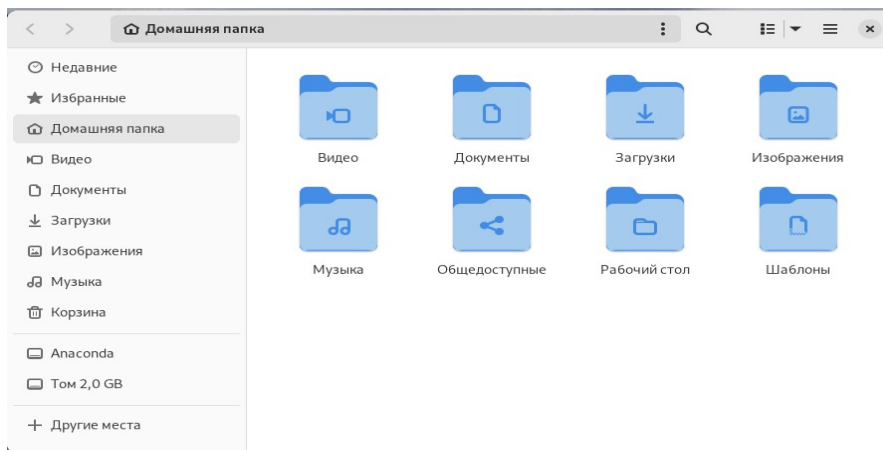 Домашняя папка
Недавние
Избранные
Домашняя папка
Видео
Документы
Загрузки
Изображения
Музыка
Корзина
Anaconda
Том 2,0 GB
Другие места
Видео Документы Загрузки Изображения
Музыка Общедоступные Рабочий стол Шаблоны